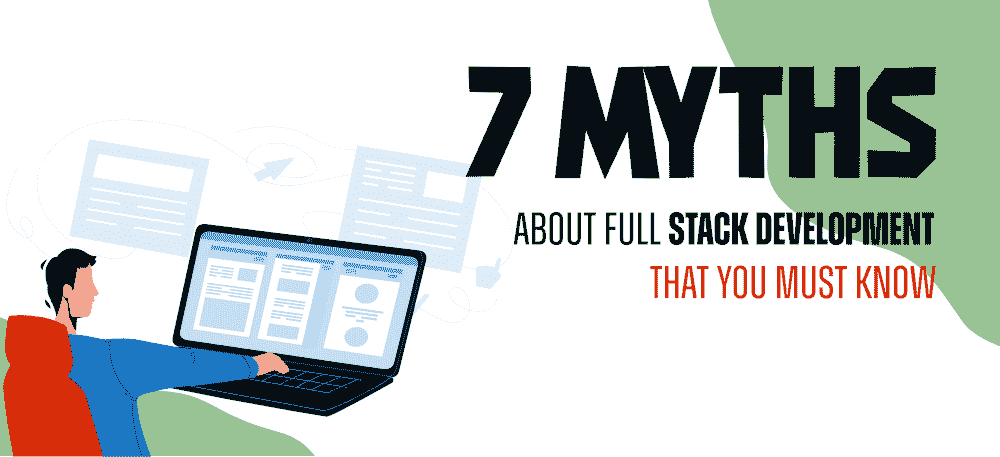 7 MYTHS
ABOUT FULL STACK DEVELOPMENT
THAT YOU MUST KNOW